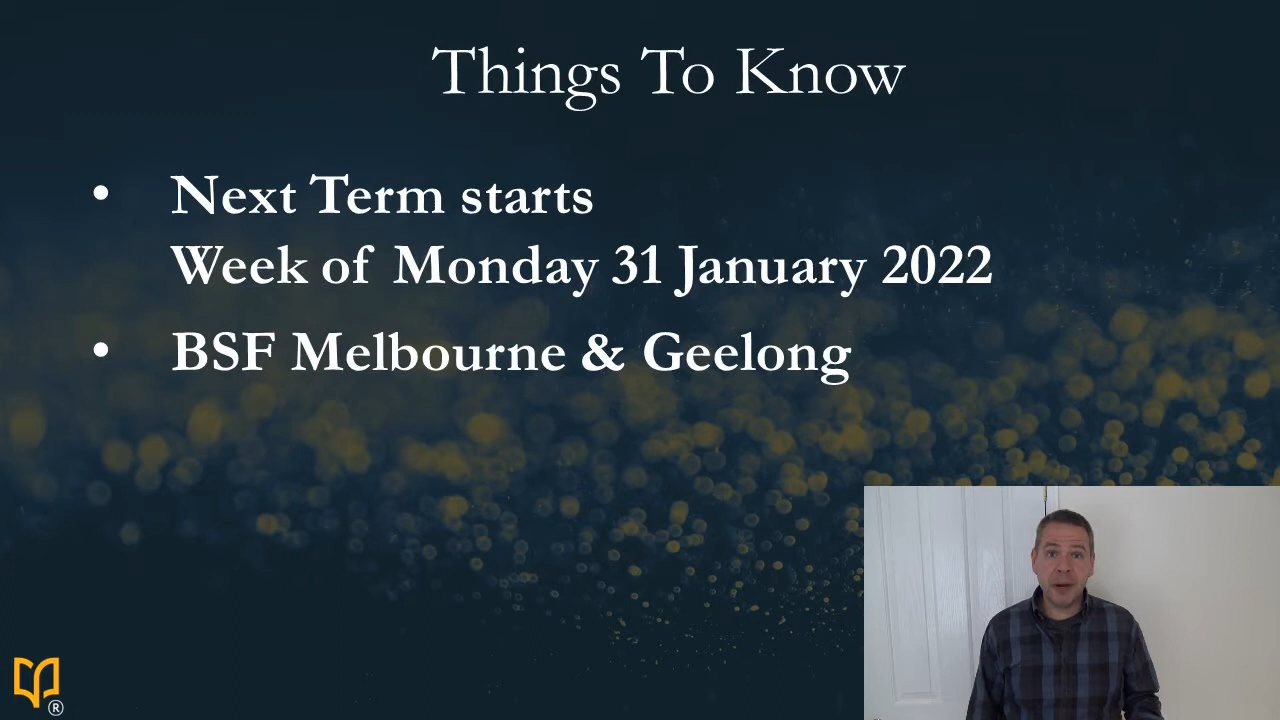 Things To Know
• Next Term starts
Week of Monday 31 January 2022
• BSF Melbourne & Geelong
®